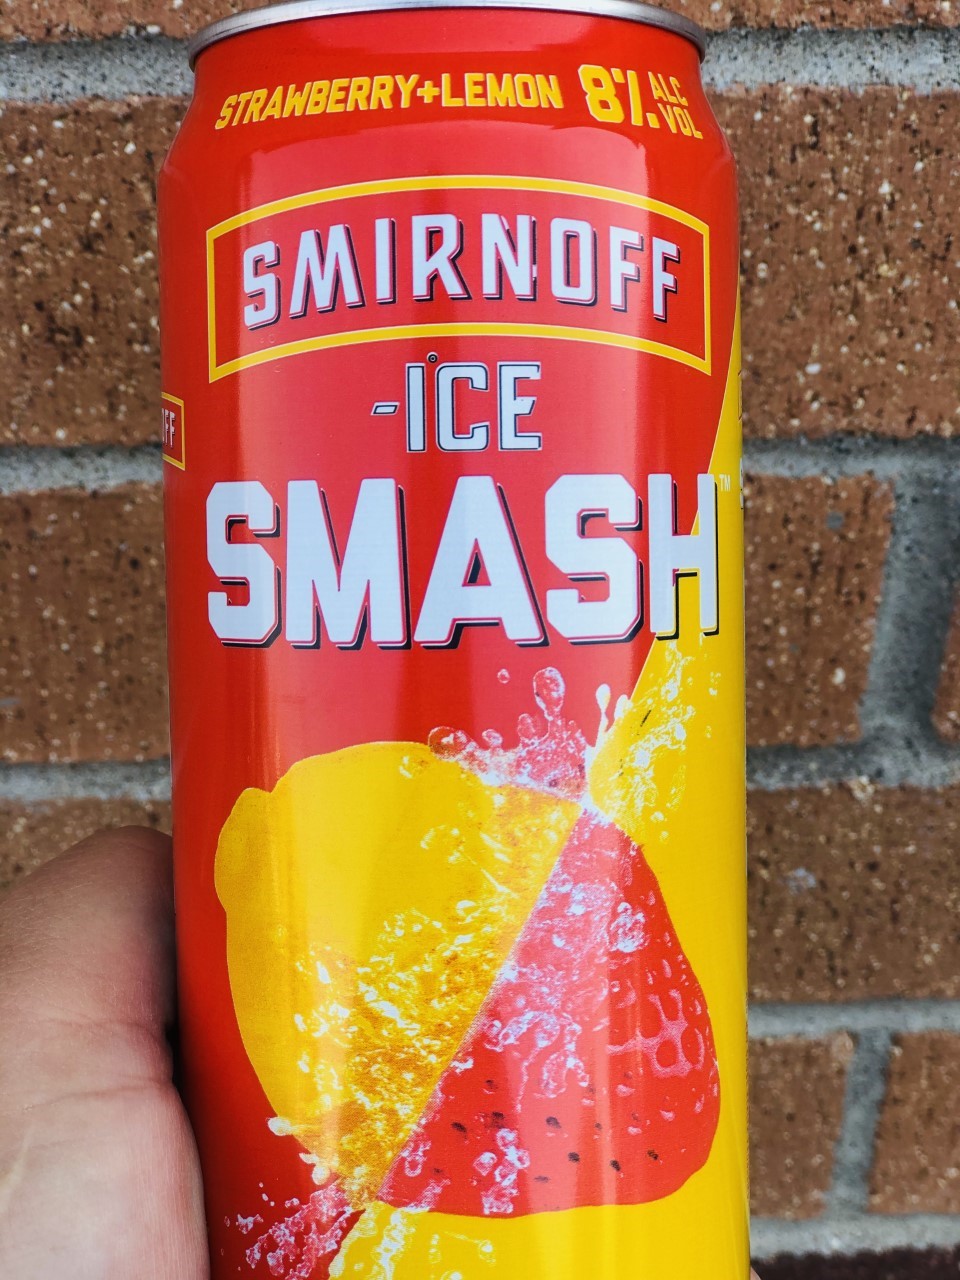 STRAWBERRY+LEMON 8% ALC VOL
SMIRNOFF
ICE
SMASH™